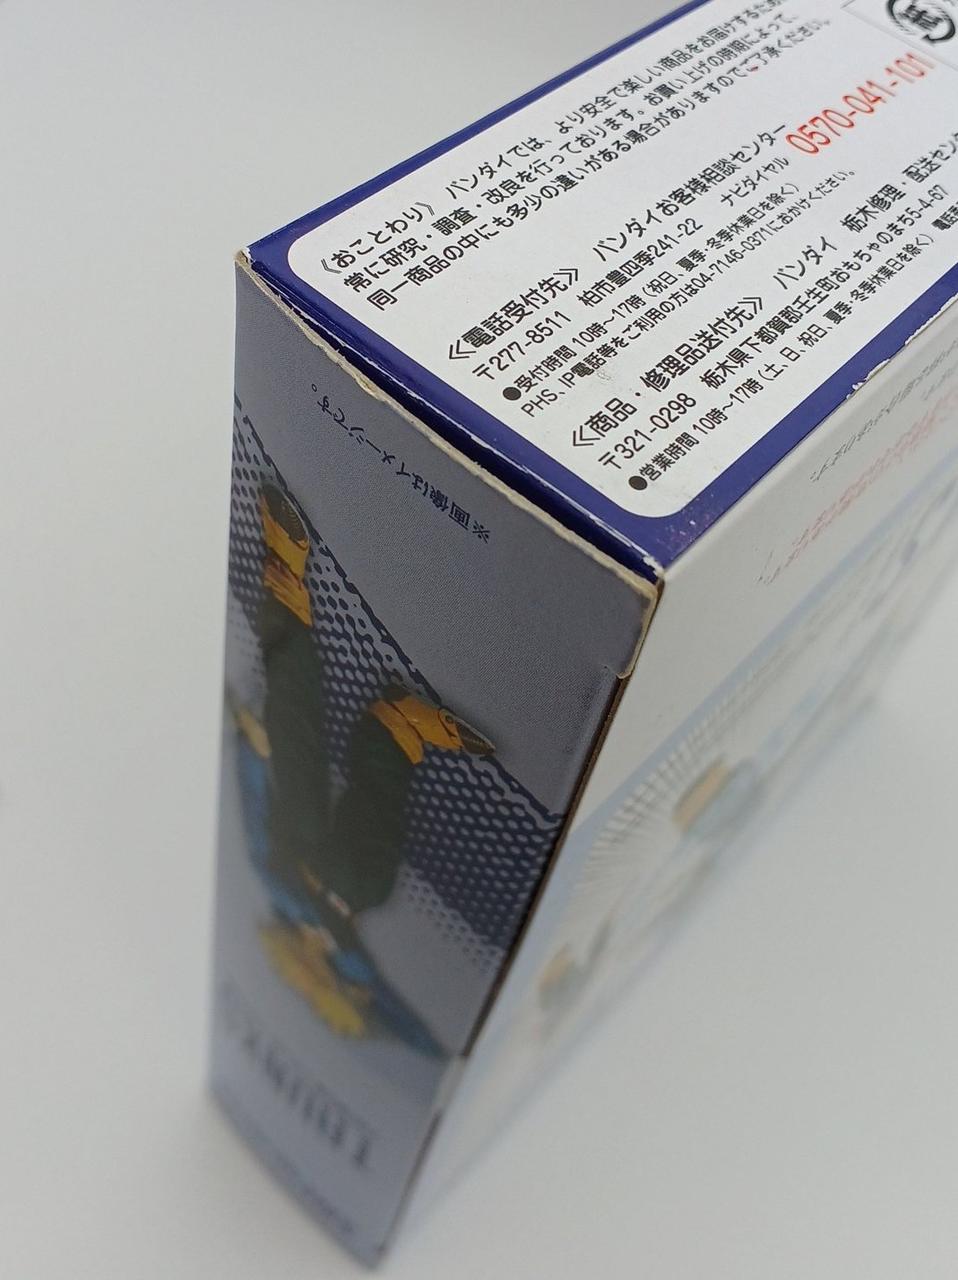 《おことわり》 バンダイでは、より安全で楽しい商品をお届けするため
常に研究・調査・改良を行っております。お買い上げの時期によって、
同一商品の中にも多少の違いがある場合がありますのでご了承ください。
≪電話受付先≫ バンダイお客様相談センター
〒277-8511 柏市豊四季241-22 ナビダイヤル 0570-041-101
●受付時間 10時～17時（祝日、夏季・冬季休業日を除く）
PHS、IP電話等をご利用の方は04-7146-0371におかけください。
≪商品・修理品送付先≫ バンダイ 栃木修理・配送セン
〒321-0298 栃木県下都賀郡壬生町おもちゃのまち5-4-67
●営業時間 10時～17時（土、日、祝日、夏季・冬季休業日を除く） 電話
紙
※画像はイメージです。